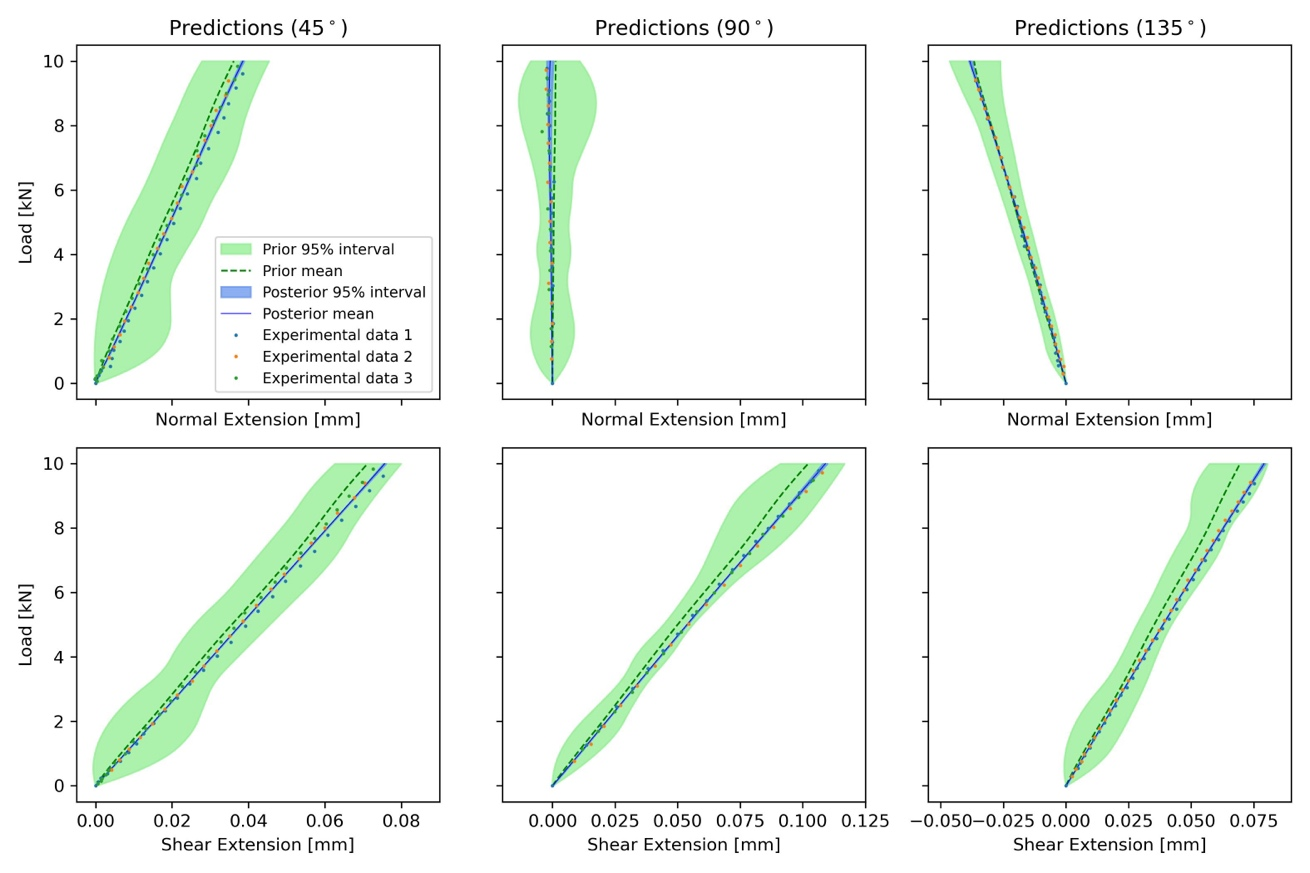 Predictions (45°)
Predictions (90°)
Predictions (135°)
Load [kN]
10
8
6
4
2
0
Prior 95% interval
Prior mean
Posterior 95% interval
Posterior mean
Experimental data 1
Experimental data 2
Experimental data 3
Normal Extension [mm]
Normal Extension [mm]
Normal Extension [mm]
Load [kN]
10
8
6
4
2
0
0.00 0.02 0.04 0.06 0.08
0.000 0.025 0.050 0.075 0.100 0.125
−0.050 −0.025 0.000 0.025 0.050 0.075
Shear Extension [mm]
Shear Extension [mm]
Shear Extension [mm]